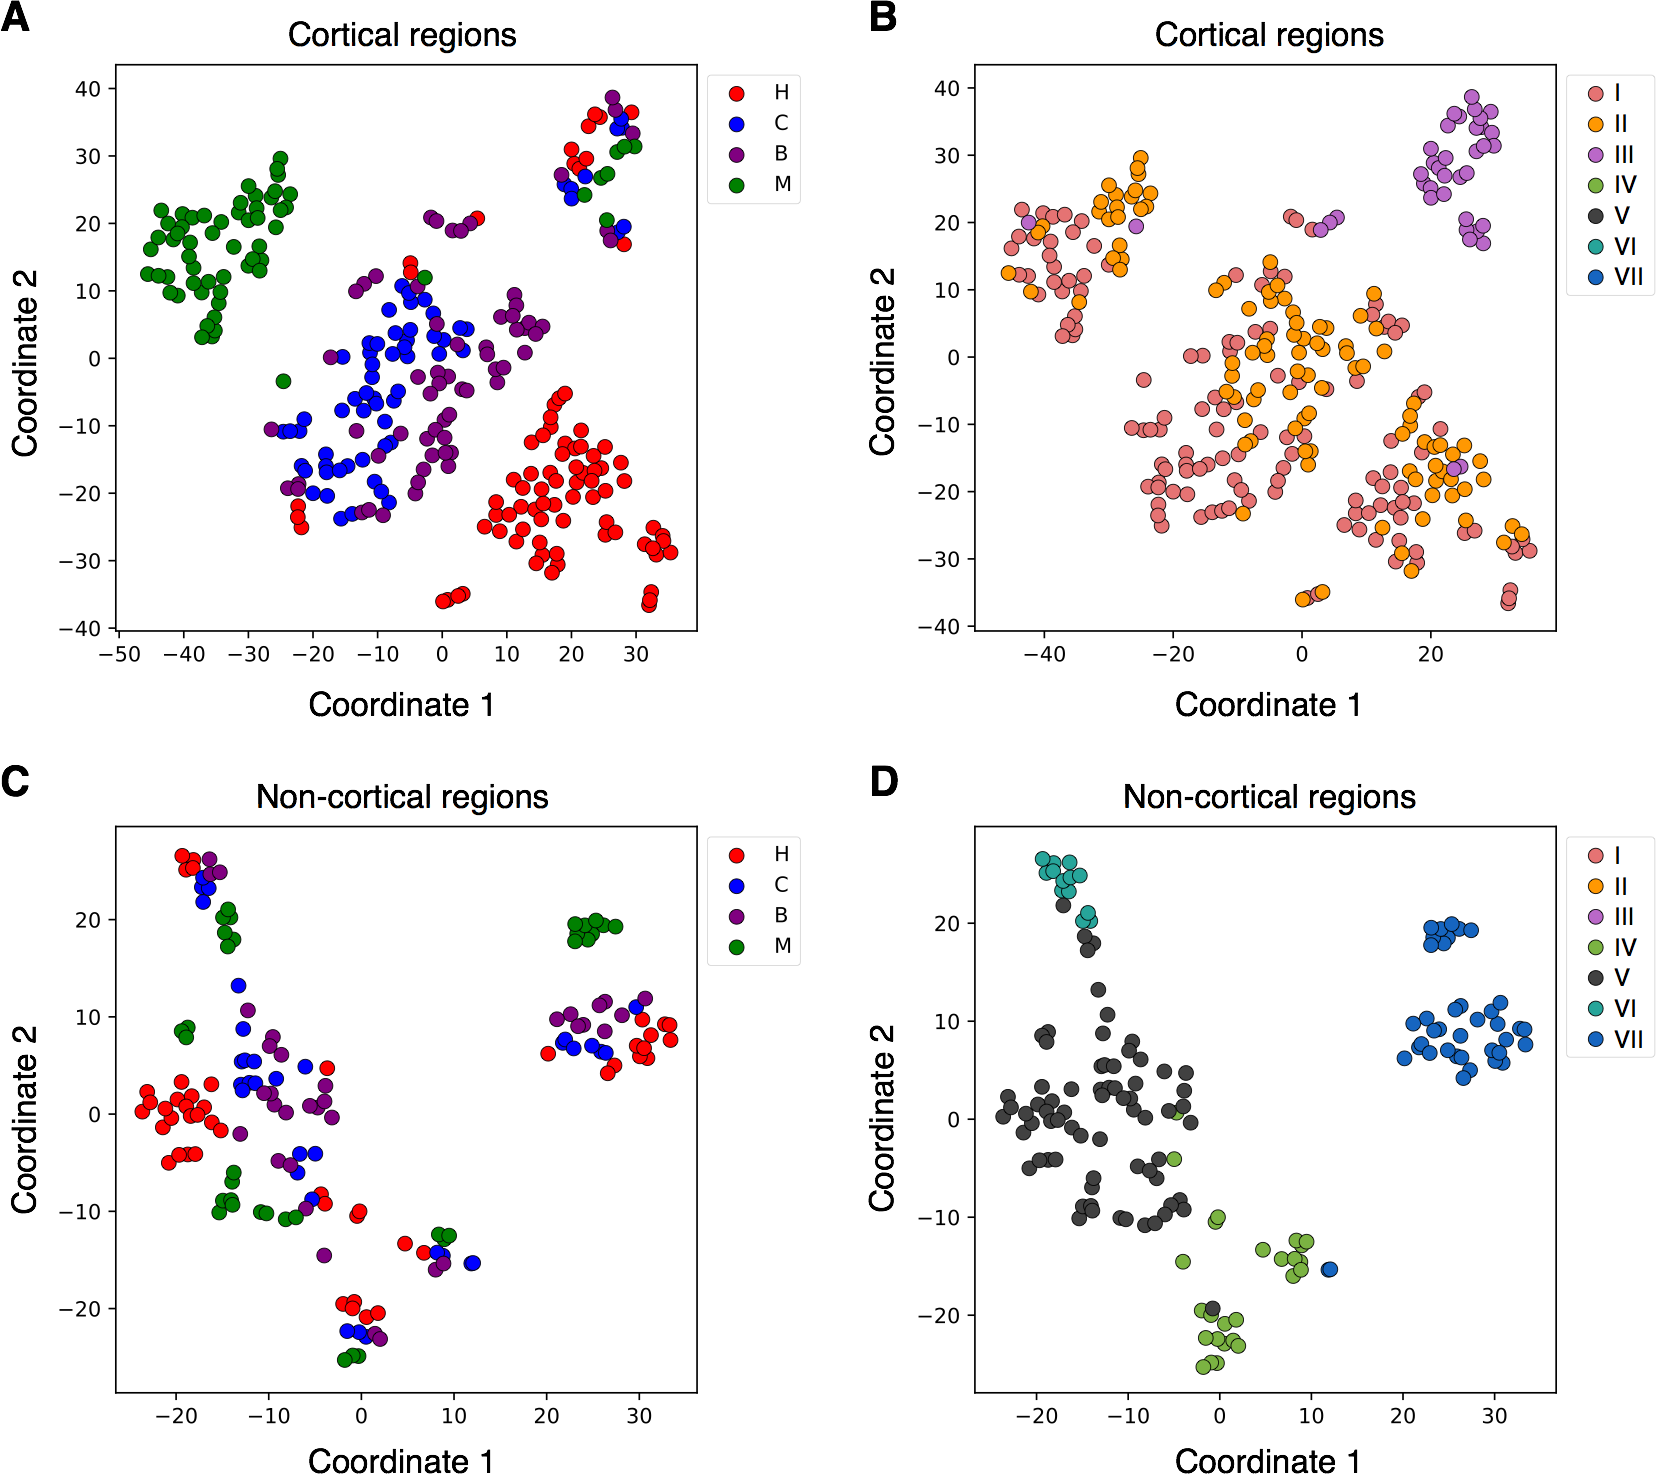 A
Cortical regions
40
30
20
10
0
−10
−20
−30
−40
−50 −40 −30 −20 −10 0 10 20 30
Coordinate 1
Coordinate 2
H
C
B
M
B
Cortical regions
40
30
20
10
0
−10
−20
−30
−40
−40 −20 0 20
Coordinate 1
Coordinate 2
I
II
III
IV
V
VI
VII
C
Non-cortical regions
20
10
0
−10
−20
−20 −10 0 10 20 30
Coordinate 1
Coordinate 2
H
C
B
M
D
Non-cortical regions
20
10
0
−10
−20
−20 −10 0 10 20 30
Coordinate 1
Coordinate 2
I
II
III
IV
V
VI
VII